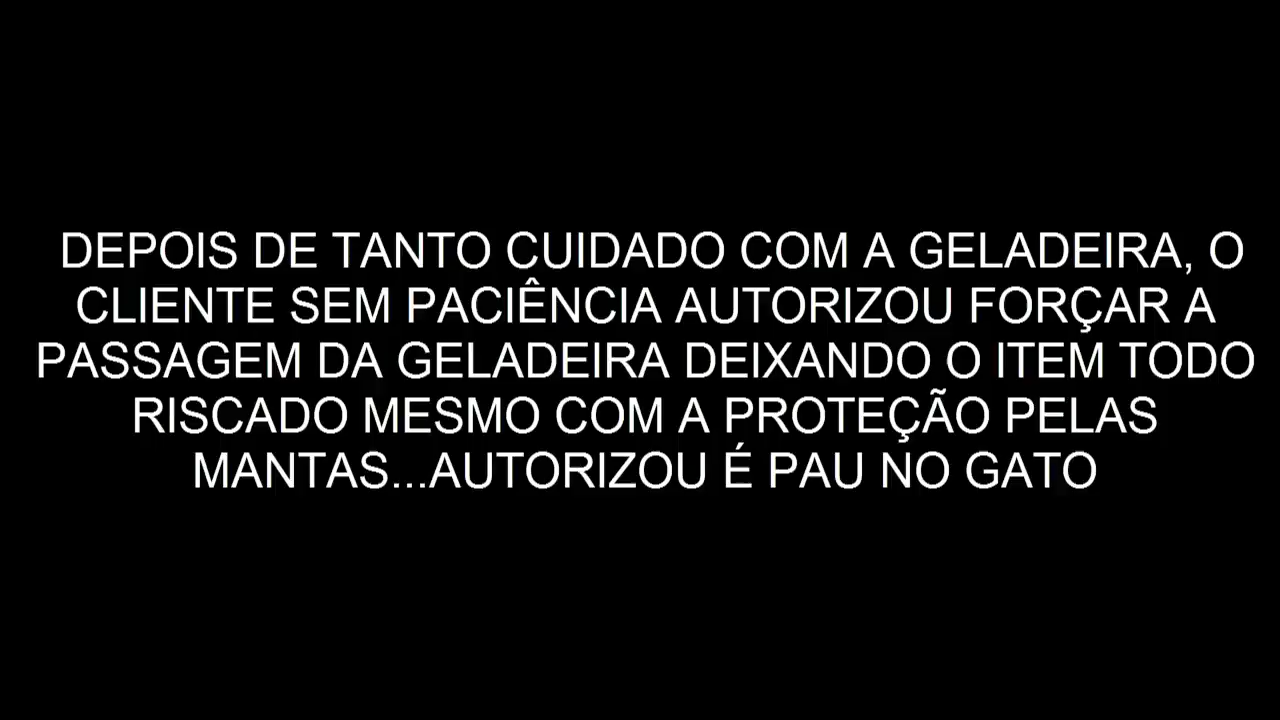 DEPOIS DE TANTO CUIDADO COM A GELADEIRA, O
CLIENTE SEM PACIÊNCIA AUTORIZOU FORÇAR A
PASSAGEM DA GELADEIRA DEIXANDO O ITEM TODO
RISCADO MESMO COM A PROTEÇÃO PELAS
MANTAS...AUTORIZOU É PAU NO GATO